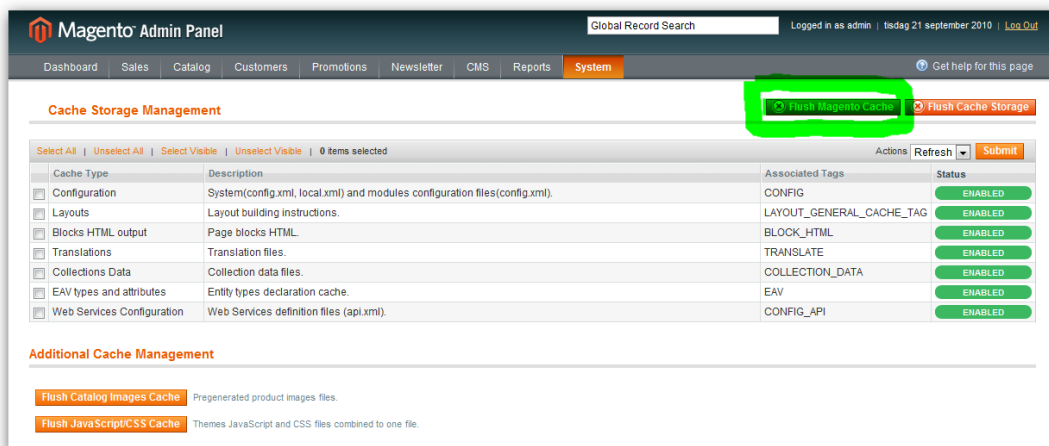 Magento™ Admin Panel
Global Record Search
Logged in as admin | tisdag 21 september 2010 | Log Out
Dashboard Sales Catalog Customers Promotions Newsletter CMS Reports System
Get help for this page
Cache Storage Management
Flush Magento Cache Flush Cache Storage
Select All | Unselect All | Select Visible | Unselect Visible | 0 items selected
Actions Refresh Submit
Cache Type Description Associated Tags Status
Configuration System(config.xml, local.xml) and modules configuration files(config.xml). CONFIG ENABLED
Layouts Layout building instructions. LAYOUT_GENERAL_CACHE_TAG ENABLED
Blocks HTML output Page blocks HTML. BLOCK_HTML ENABLED
Translations Translation files. TRANSLATE ENABLED
Collections Data Collection data files. COLLECTION_DATA ENABLED
EAV types and attributes Entity types declaration cache. EAV ENABLED
Web Services Configuration Web Services definition files (api.xml). CONFIG_API ENABLED
Additional Cache Management
Flush Catalog Images Cache Pregenerated product images files.
Flush JavaScript/CSS Cache Themes JavaScript and CSS files combined to one file.